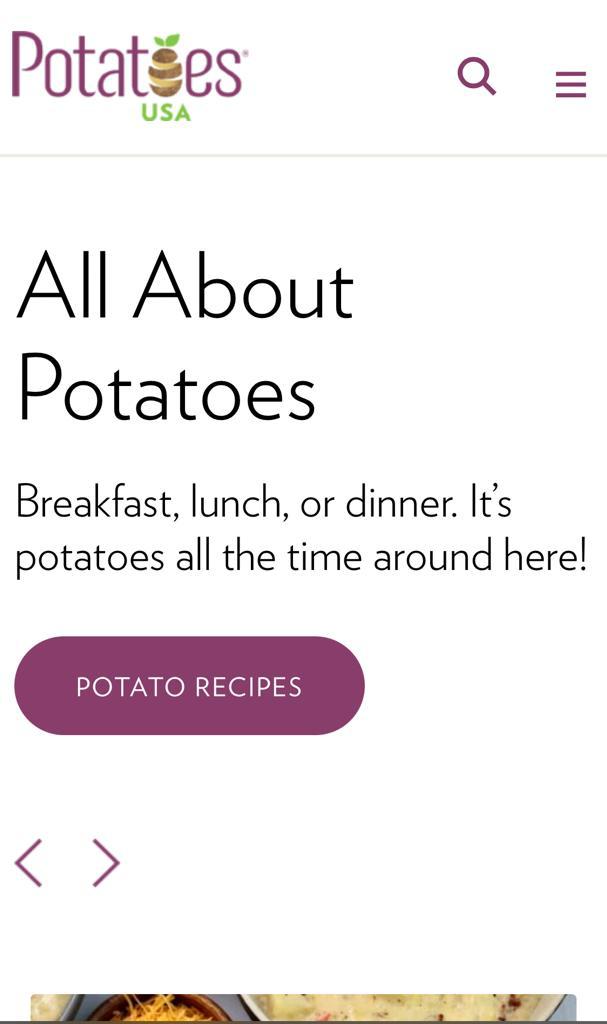 Potatoes
USA
All About
Potatoes
Breakfast, lunch, or dinner. It’s
potatoes all the time around here!
POTATO RECIPES